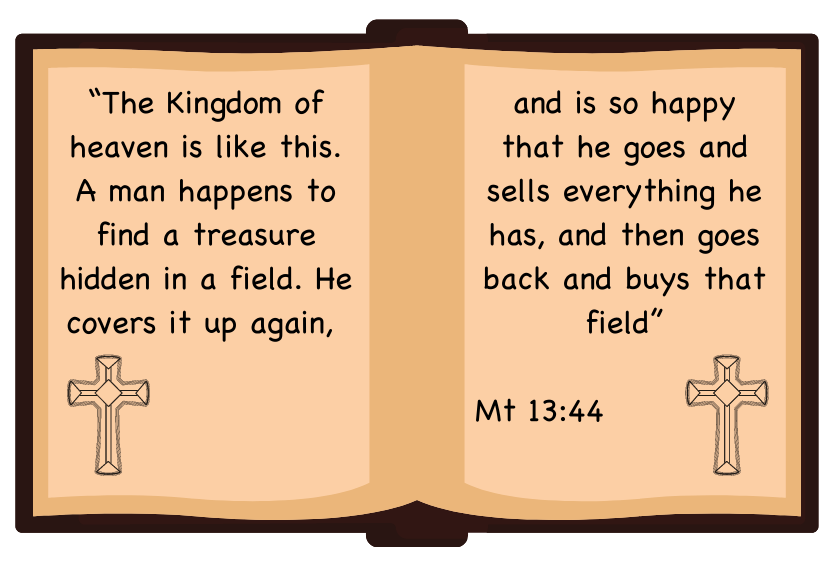 “The Kingdom of
heaven is like this.
A man happens to
find a treasure
hidden in a field. He
covers it up again,
and is so happy
that he goes and
sells everything he
has, and then goes
back and buys that
field”
Mt 13:44